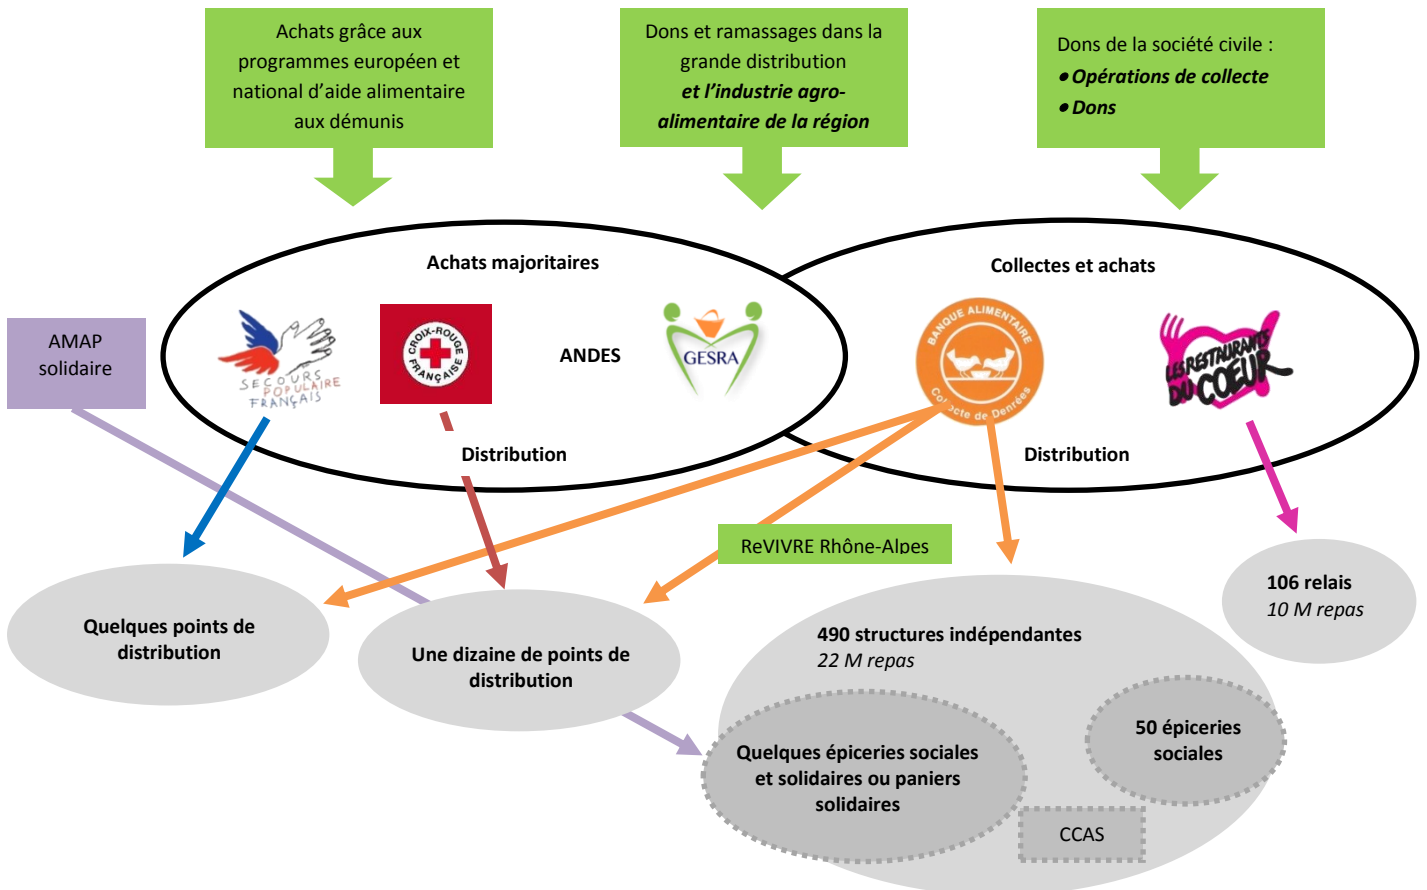 Achats grâce aux
programmes européen et
national d’aide alimentaire
aux démunis
Dons et ramassages dans la
grande distribution
et l’industrie agro-
alimentaire de la région
Dons de la société civile :
● Opérations de collecte
● Dons
Achats majoritaires
Collectes et achats
AMAP
solidaire
SECOURS
POPULAIRE
FRANÇAIS
CROIX-ROUGE
FRANÇAISE
ANDES
GESRA
BANQUE ALIMENTAIRE
Collecte de Denrées
LES RESTAURANTS
DU COEUR
Distribution
Distribution
ReVIVRE Rhône-Alpes
Quelques points de
distribution
Une dizaine de points de
distribution
490 structures indépendantes
22 M repas
106 relais
10 M repas
Quelques épiceries sociales
et solidaires ou paniers
solidaires
50 épiceries
sociales
CCAS